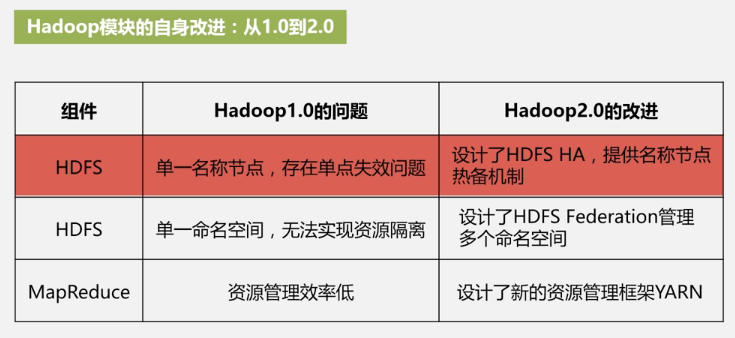 Hadoop模块的自身改进：从1.0到2.0
组件 Hadoop1.0的问题 Hadoop2.0的改进
HDFS 单一名称节点，存在单点失效问题 设计了HDFS HA，提供名称节点
热备机制
HDFS 单一命名空间，无法实现资源隔离 设计了HDFS Federation管理
多个命名空间
MapReduce 资源管理效率低 设计了新的资源管理框架YARN